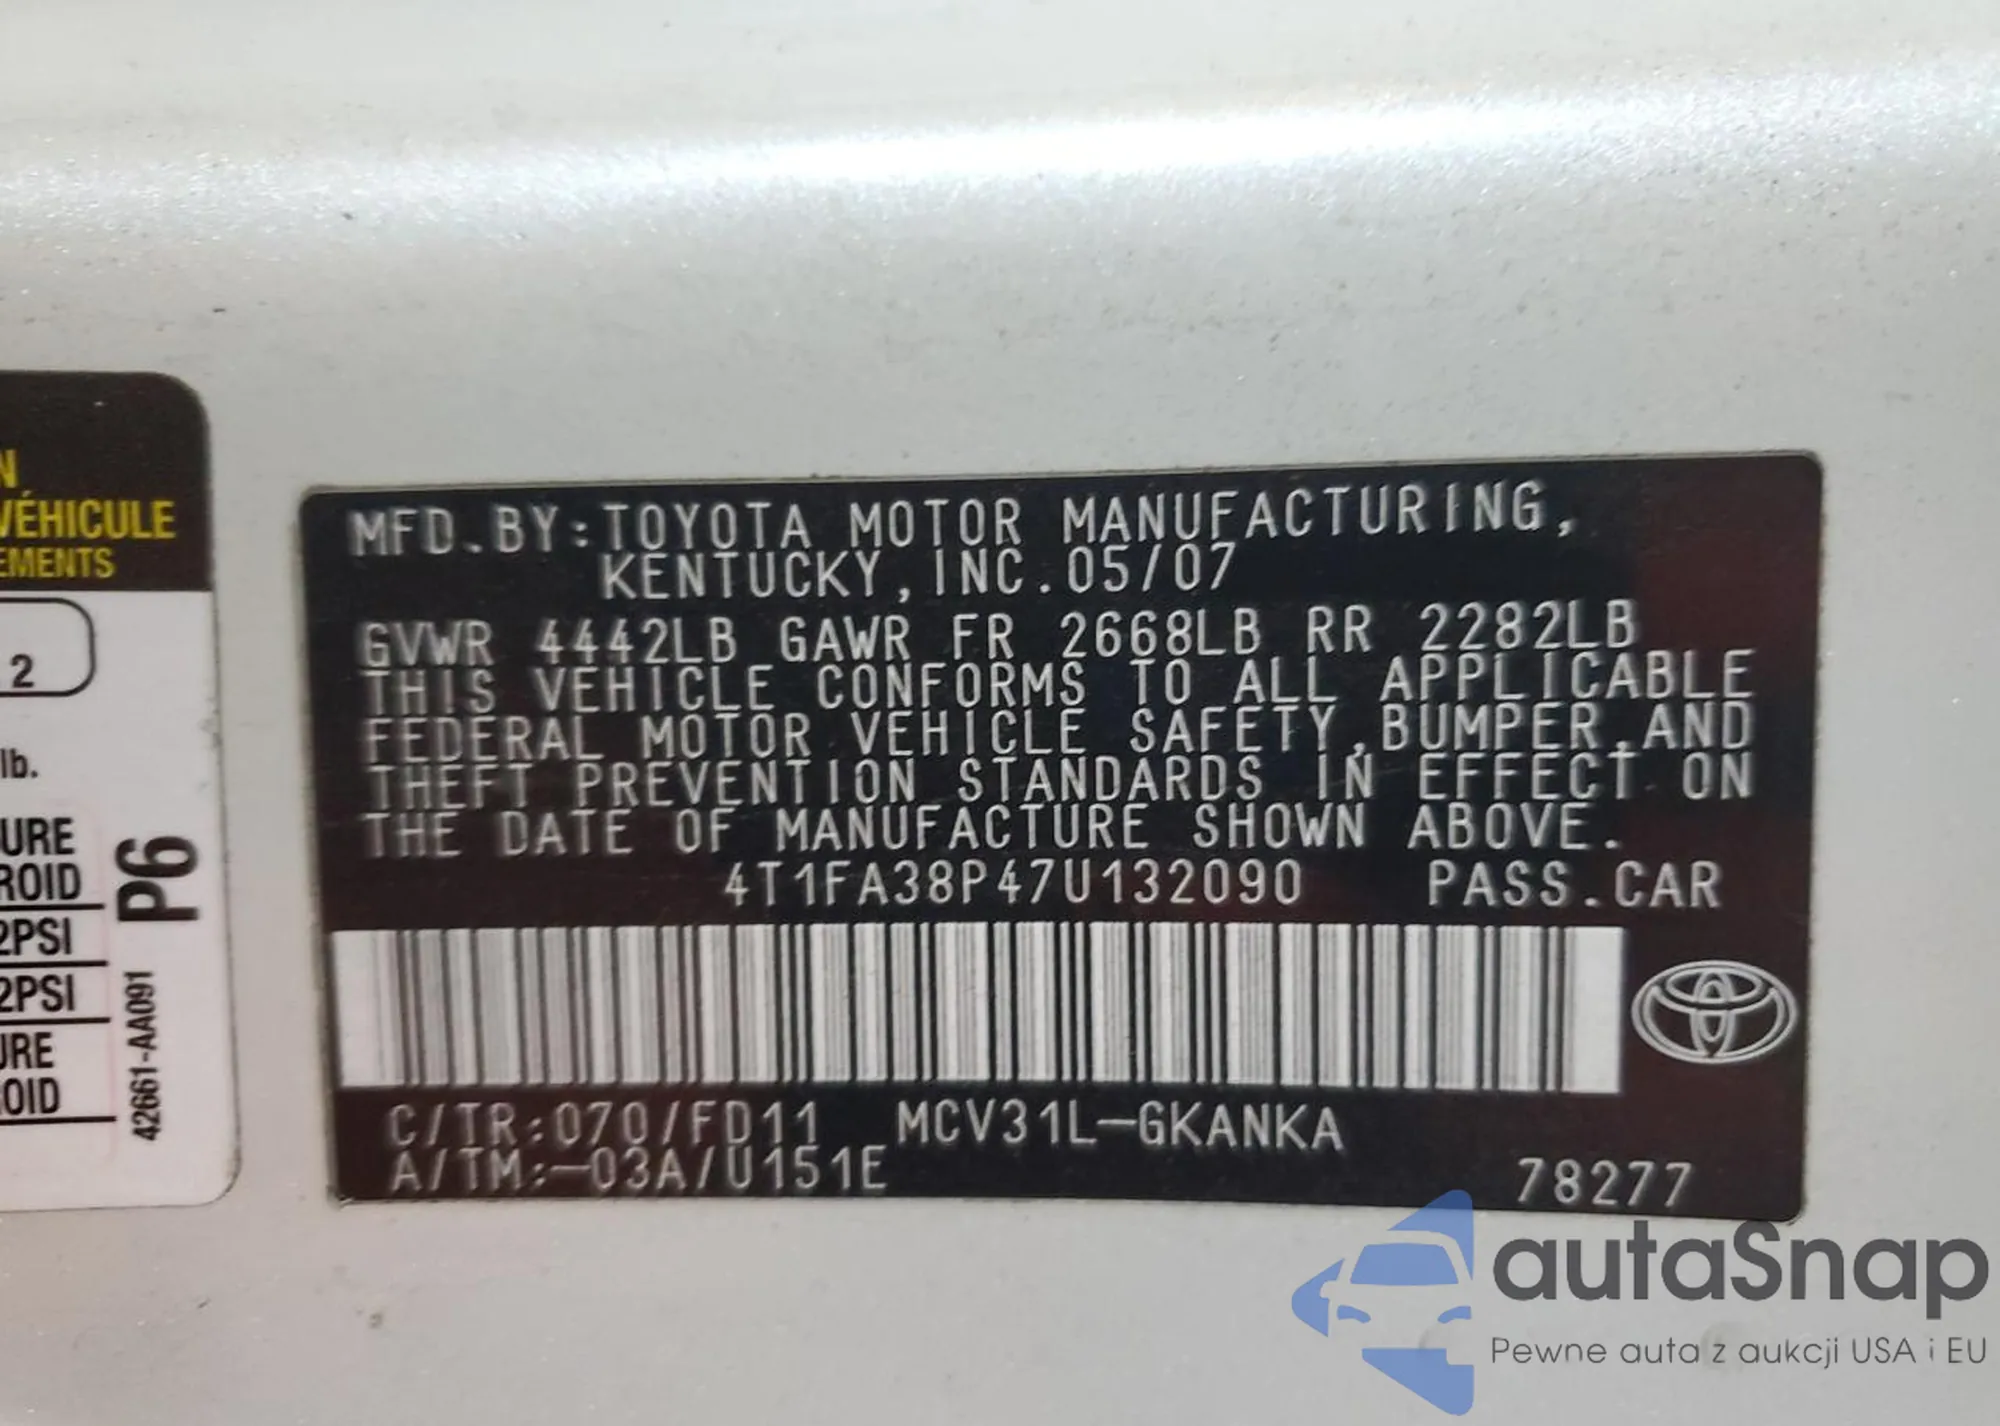 N
VÉHICULE
EMENTS
2
lb.
URE
ROID
2PSI
2PSI
URE
OID
P6
42661-AA091
MFD.BY:TOYOTA MOTOR MANUFACTURING,
KENTUCKY,INC.05/07
GVWR 4442LB GAWR FR 2668LB RR 2282LB
THIS VEHICLE CONFORMS TO ALL APPLICABLE
FEDERAL MOTOR VEHICLE SAFETY,BUMPER,AND
THEFT PREVENTION STANDARDS IN EFFECT ON
THE DATE OF MANUFACTURE SHOWN ABOVE.
4T1FA38P47U132090 PASS.CAR
C/TR:070/FD11 MCV31L-GKANKA
A/TM:-03A/U151E
78277
autaSnap
Pewne auta z aukcji USA i EU